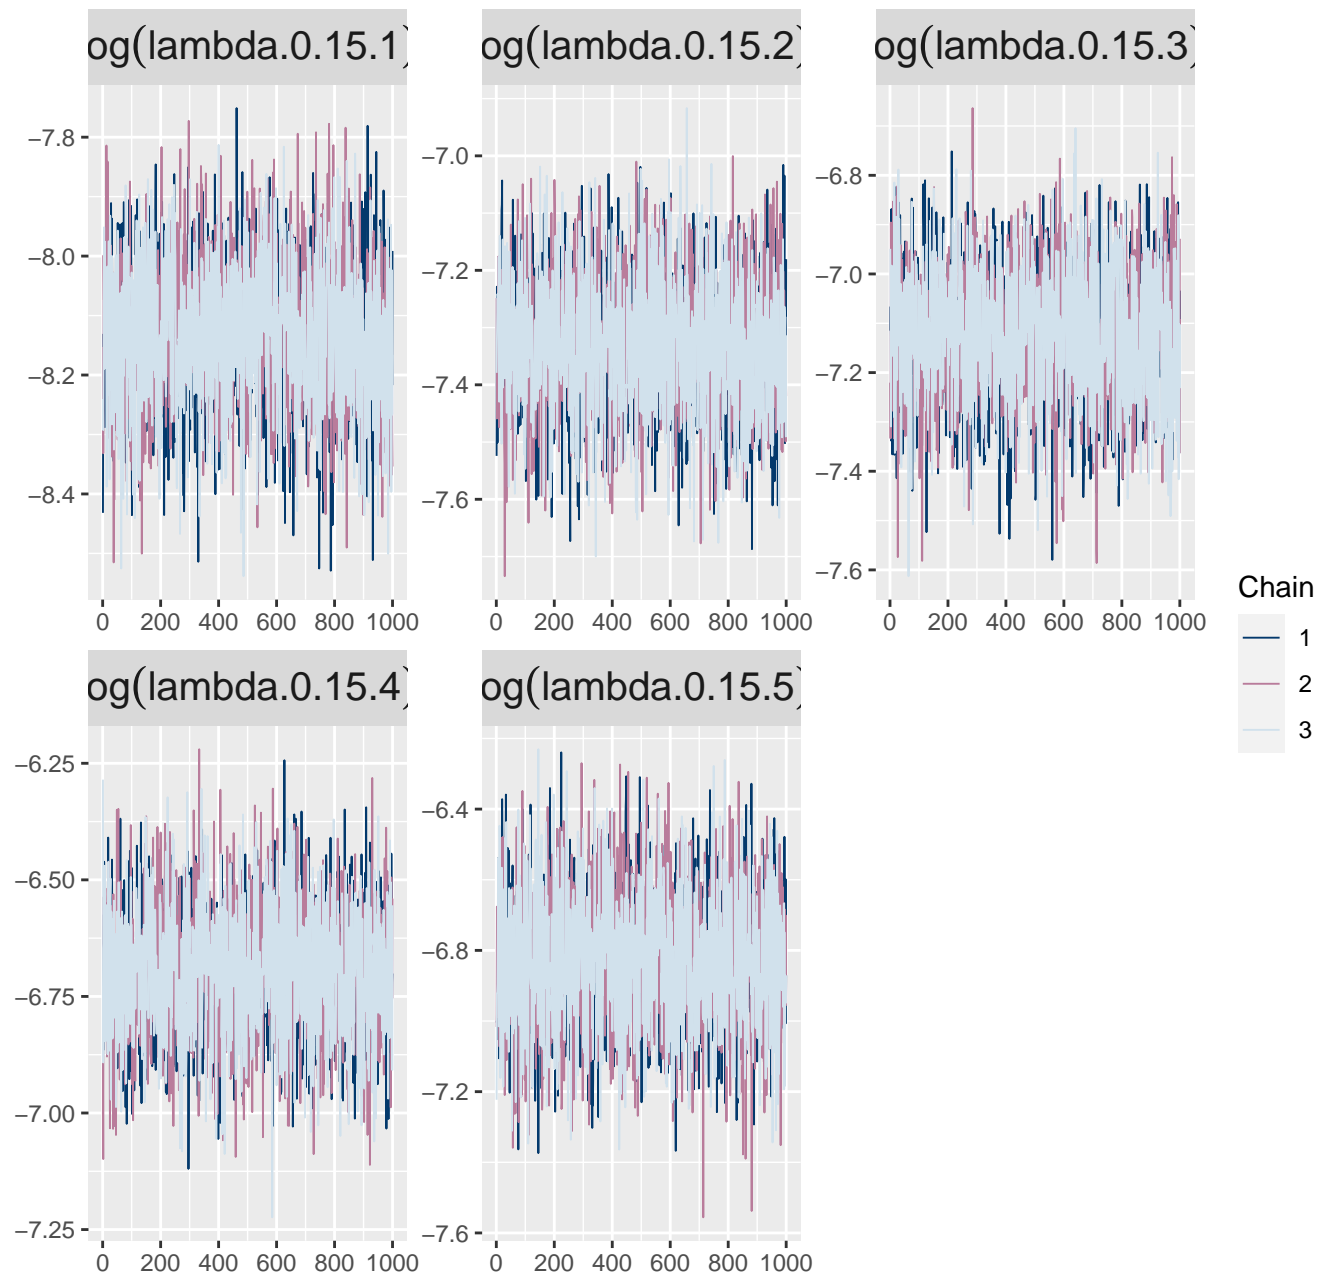 og(lambda.0.15.1)
og(lambda.0.15.2)
og(lambda.0.15.3)
−7.8
−8.0
−8.2
−8.4
0 200 400 600 800 1000
−7.0
−7.2
−7.4
−7.6
0 200 400 600 800 1000
−6.8
−7.0
−7.2
−7.4
−7.6
0 200 400 600 800 1000
Chain
1
2
3
og(lambda.0.15.4)
og(lambda.0.15.5)
−6.25
−6.50
−6.75
−7.00
−7.25
0 200 400 600 800 1000
−6.4
−6.8
−7.2
−7.6
0 200 400 600 800 1000